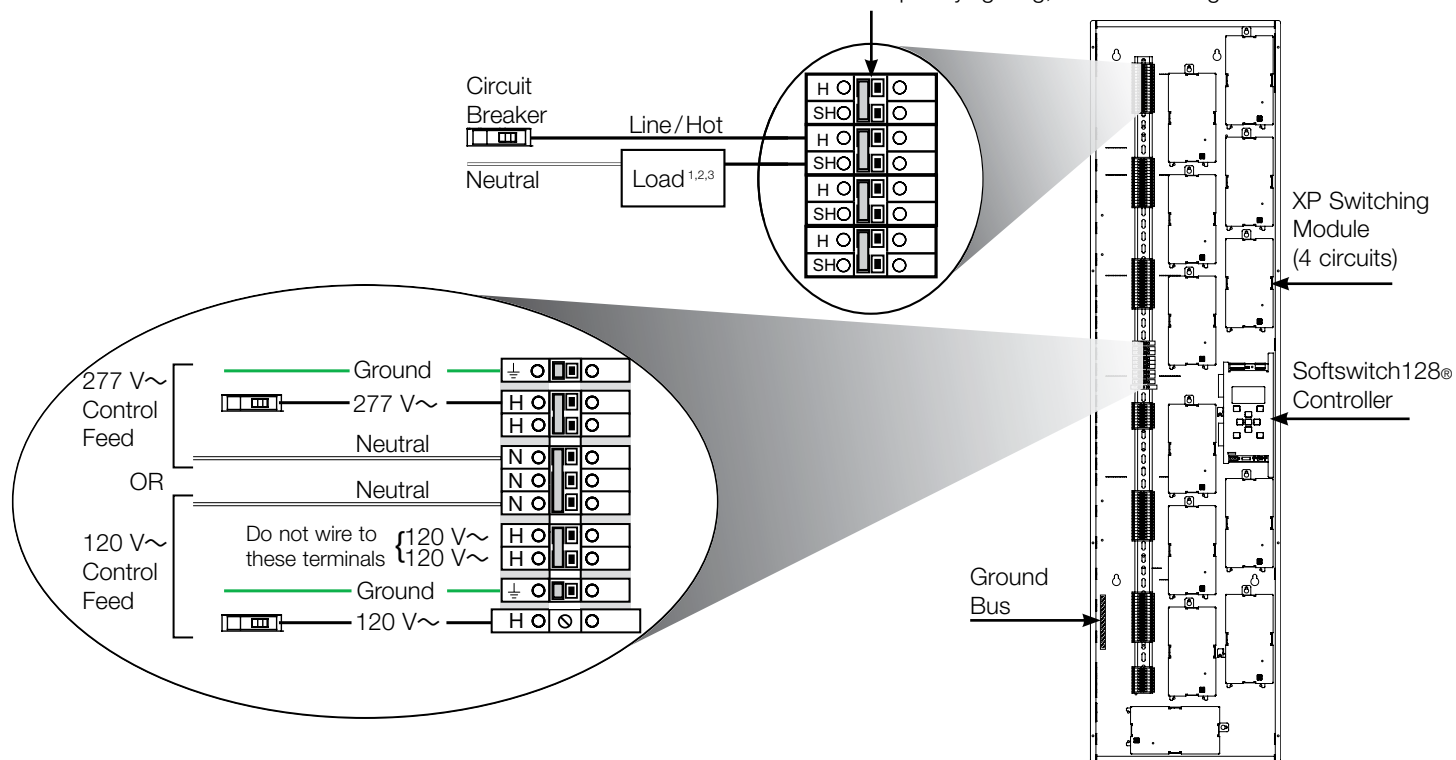 Circuit
Breaker
Line/Hot
Neutral
Load 1,2,3
H
SH
H
SH
H
SH
H
SH
XP Switching
Module
(4 circuits)
Softswitch128®
Controller
Ground
Bus
277 V~
Control
Feed
OR
120 V~
Control
Feed
Ground
277 V~
Neutral
Neutral
Do not wire to
these terminals
{120 V~
120 V~
Ground
120 V~
⏚
H
H
N
N
N
H
H
⏚
H